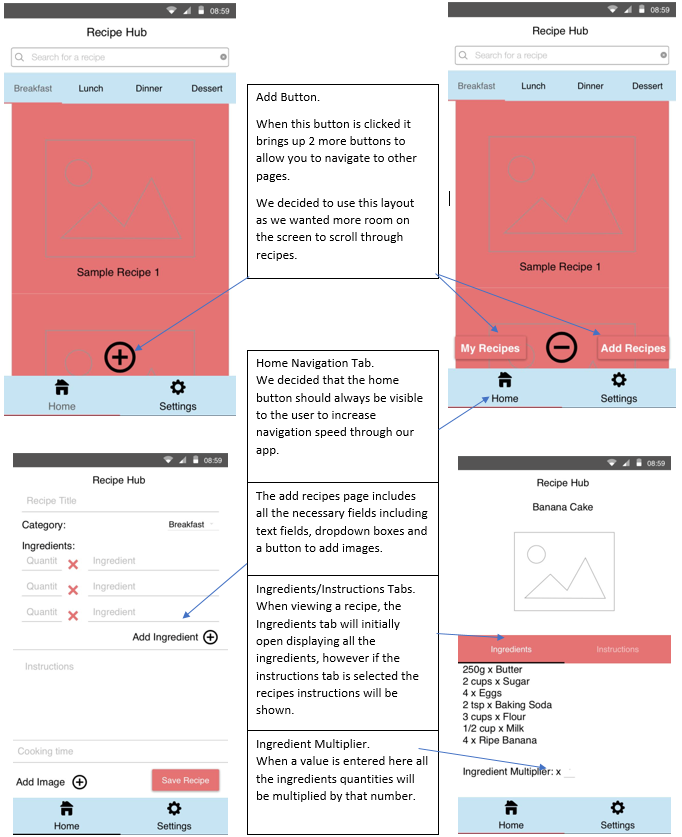 08:59
Recipe Hub
Search for a recipe
Breakfast Lunch Dinner Dessert
Sample Recipe 1
Home Settings
08:59
Recipe Hub
Search for a recipe
Breakfast Lunch Dinner Dessert
Sample Recipe 1
My Recipes Add Recipes
Home Settings
Add Button.
When this button is clicked it
brings up 2 more buttons to
allow you to navigate to other
pages.
We decided to use this layout
as we wanted more room on
the screen to scroll through
recipes.
Home Navigation Tab.
We decided that the home
button should always be visible
to the user to increase
navigation speed through our
app.
The add recipes page includes
all the necessary fields including
text fields, dropdown boxes and
a button to add images.
Ingredients/Instructions Tabs.
When viewing a recipe, the
Ingredients tab will initially
open displaying all the
ingredients, however if the
instructions tab is selected the
recipes instructions will be
shown.
Ingredient Multiplier.
When a value is entered here all
the ingredients quantities will
be multiplied by that number.
08:59
Recipe Hub
Recipe Title
Category: Breakfast
Ingredients:
Quantit Ingredient
Quantit Ingredient
Quantit Ingredient
Add Ingredient
Instructions
Cooking time
Add Image Save Recipe
Home Settings
08:59
Recipe Hub
Banana Cake
Ingredients Instructions
250g x Butter
2 cups x Sugar
4 x Eggs
2 tsp x Baking Soda
3 cups x Flour
1/2 cup x Milk
4 x Ripe Banana
Ingredient Multiplier: x
Home Settings